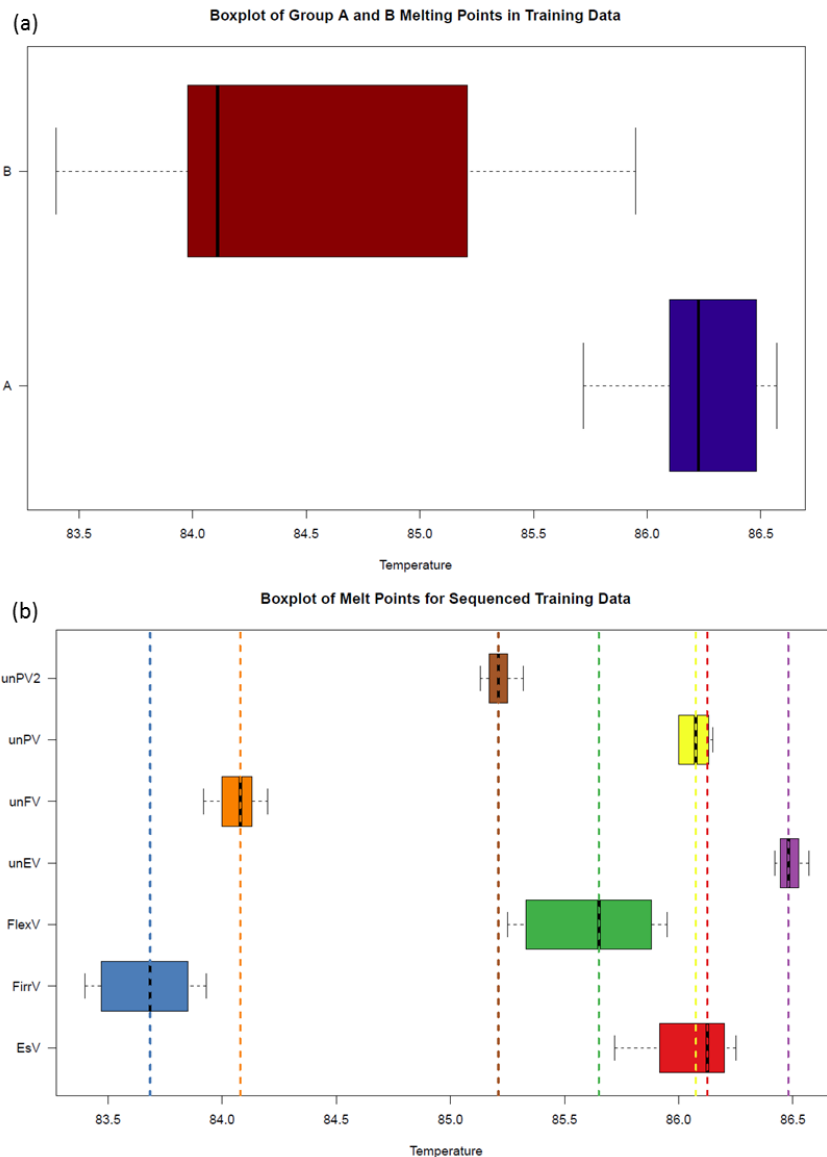 (a)
Boxplot of Group A and B Melting Points in Training Data
B
A
83.5 84.0 84.5 85.0 85.5 86.0 86.5
Temperature
(b)
Boxplot of Melt Points for Sequenced Training Data
unPV2
unPV
unFV
unEV
FlexV
FirrV
EsV
83.5 84.0 84.5 85.0 85.5 86.0 86.5
Temperature